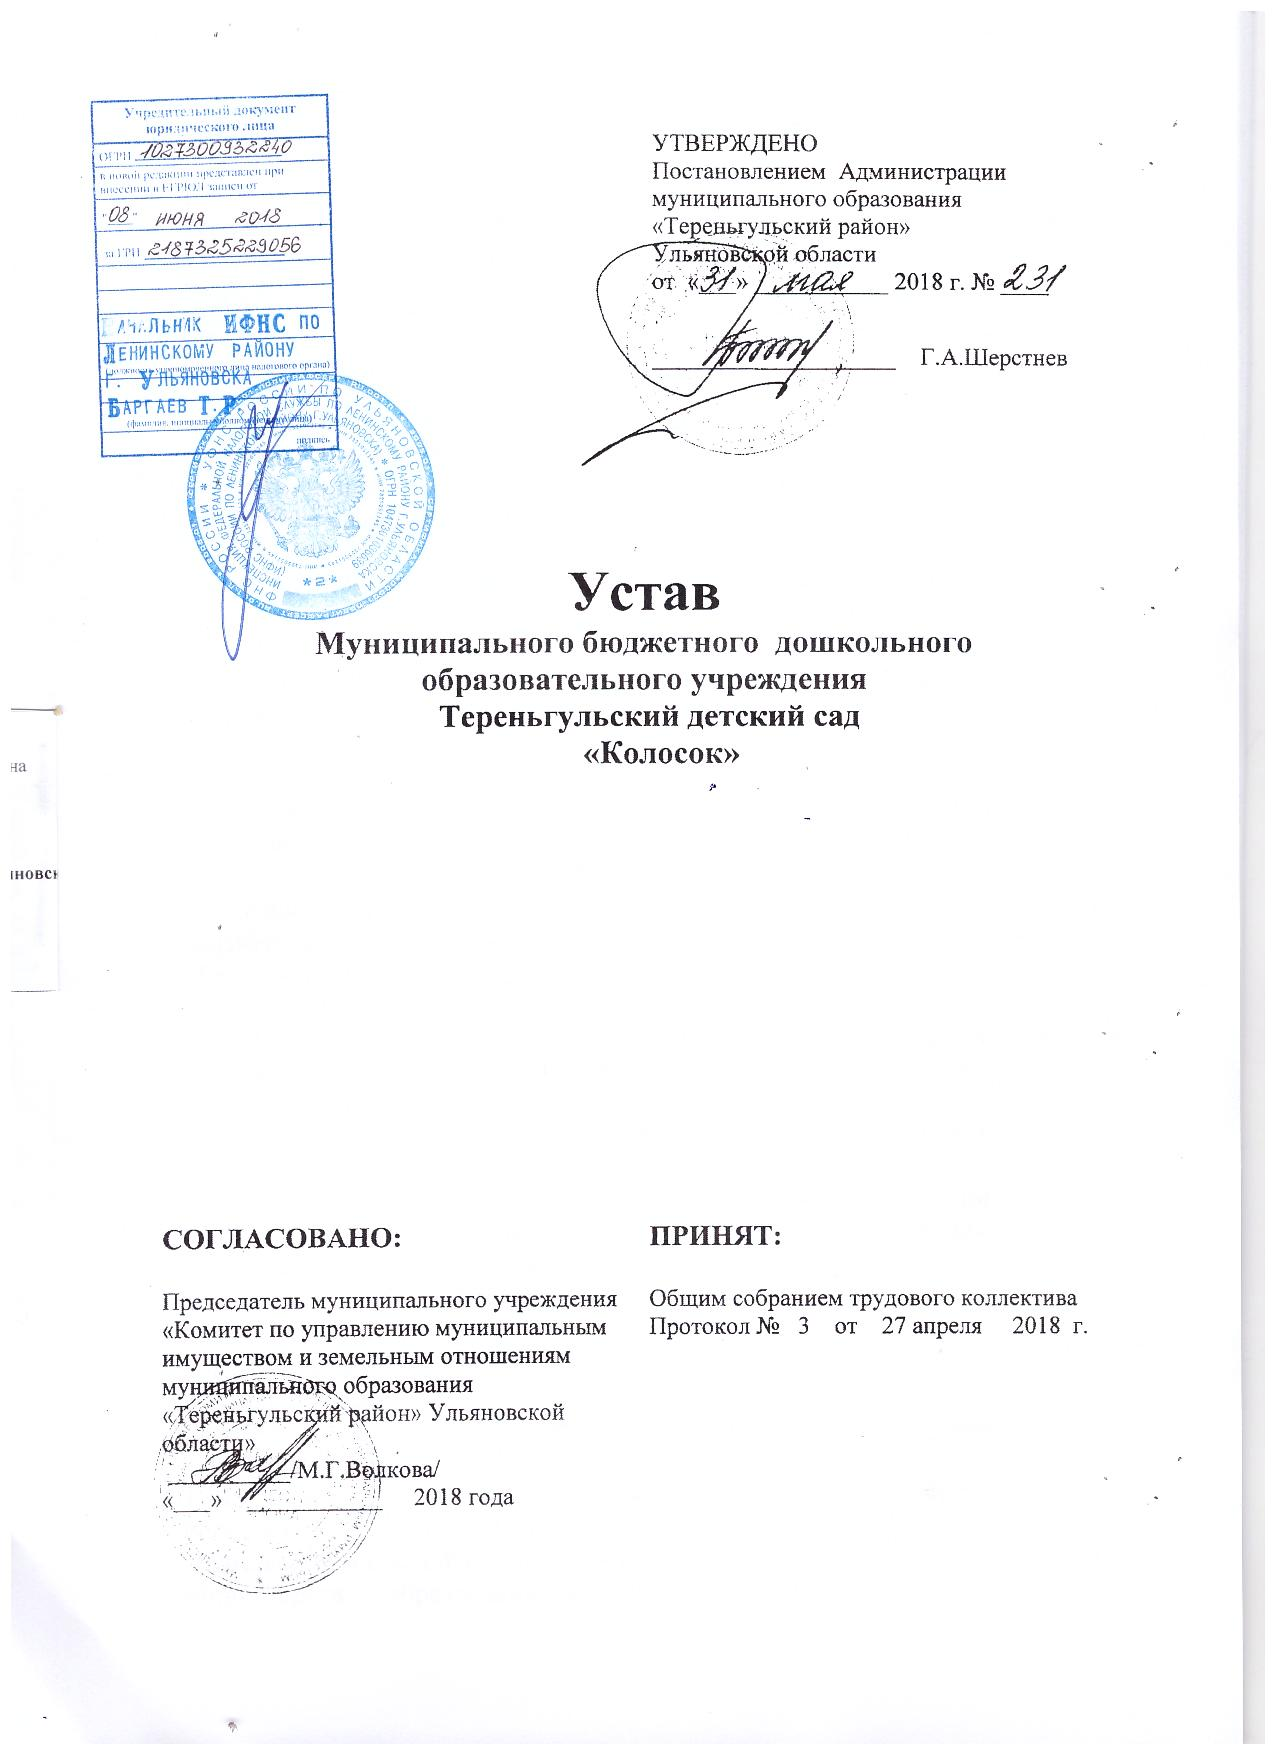 Учредительный документ
юридического лица
ОГРН 1027300932240
в новой редакции представлен при
внесении в ЕГРЮЛ записи от
"08" июня 2018
за ГРН 2187325229056
НАЧАЛЬНИК ИФНС ПО
ЛЕНИНСКОМУ РАЙОНУ
Г. УЛЬЯНОВСКА
БАРГАЕВ Т.Р
подпись
УТВЕРЖДЕНО
Постановлением Администрации
муниципального образования
«Тереньгульский район»
Ульяновской области
от «31» мая 2018 г. № 231
Г.А.Шерстнев
Устав
Муниципального бюджетного дошкольного
образовательного учреждения
Тереньгульский детский сад
«Колосок»
на
СОГЛАСОВАНО:
Председатель муниципального учреждения
«Комитет по управлению муниципальным
имуществом и земельным отношениям
муниципального образования
«Тереньгульский район» Ульяновской
области»
/М.Г.Волкова/
«___» ___________ 2018 года
ПРИНЯТ:
Общим собранием трудового коллектива
Протокол № 3 от 27 апреля 2018 г.